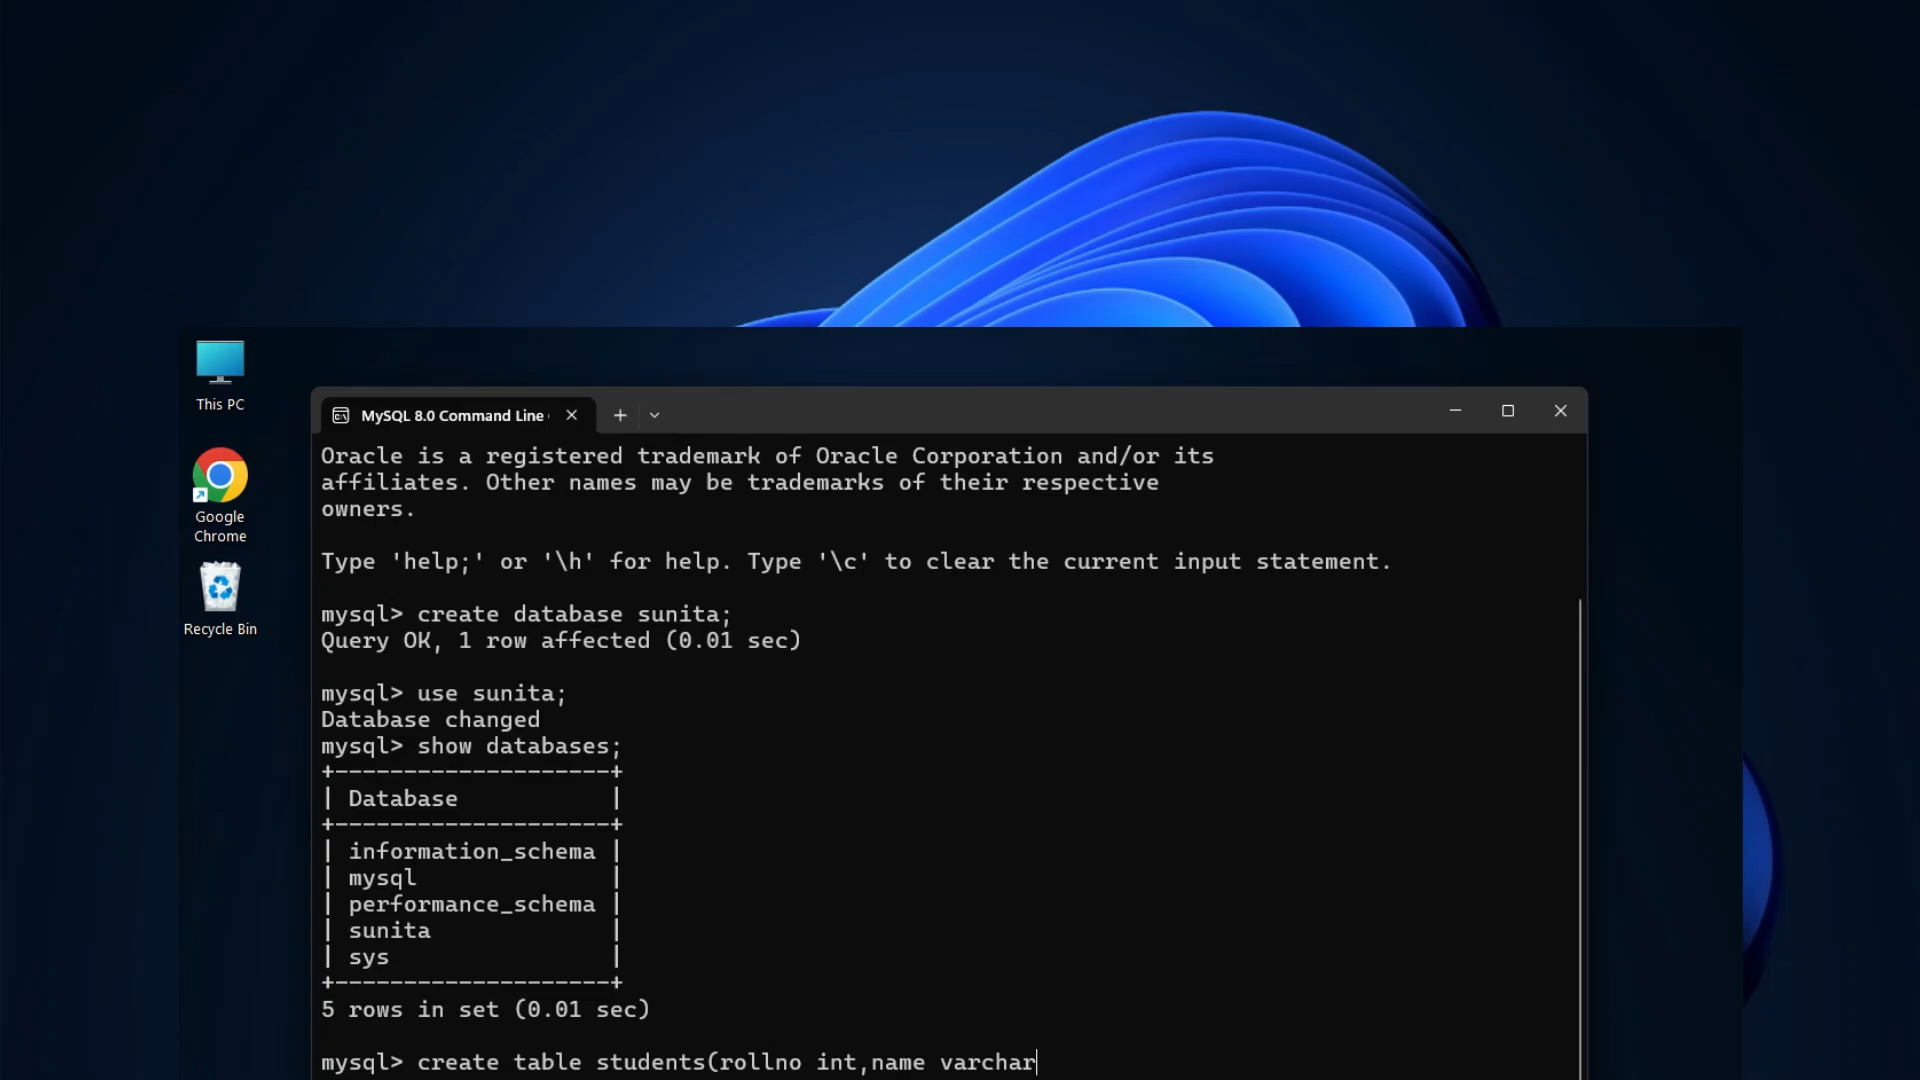 This PC
Google
Chrome
Recycle Bin
MySQL 8.0 Command Line
Oracle is a registered trademark of Oracle Corporation and/or its
affiliates. Other names may be trademarks of their respective
owners.
Type 'help;' or '\h' for help. Type '\c' to clear the current input statement.
mysql> create database sunita;
Query OK, 1 row affected (0.01 sec)
mysql> use sunita;
Database changed
mysql> show databases;
+--------------------+
| Database           |
+--------------------+
| information_schema |
| mysql              |
| performance_schema |
| sunita             |
| sys                |
+--------------------+
5 rows in set (0.01 sec)
mysql> create table students(rollno int,name varchar